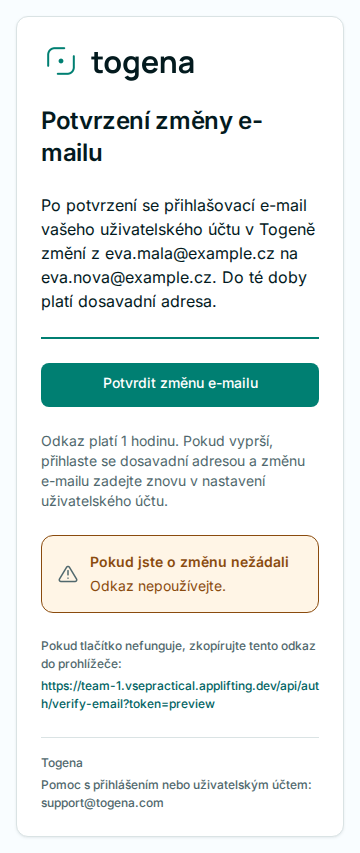 togena
Potvrzení změny e-
mailu
Po potvrzení se přihlašovací e-mail
vašeho uživatelského účtu v Togeně
změní z eva.mala@example.cz na
eva.nova@example.cz. Do té doby
platí dosavadní adresa.
Potvrdit změnu e-mailu
Odkaz platí 1 hodinu. Pokud vyprší,
přihlaste se dosavadní adresou a změnu
e-mailu zadejte znovu v nastavení
uživatelského účtu.
Pokud jste o změnu nežádali
Odkaz nepoužívejte.
Pokud tlačítko nefunguje, zkopírujte tento odkaz
do prohlížeče:
https://team-1.vsepractical.applifting.dev/api/aut
h/verify-email?token=preview
Togena
Pomoc s přihlášením nebo uživatelským účtem:
support@togena.com